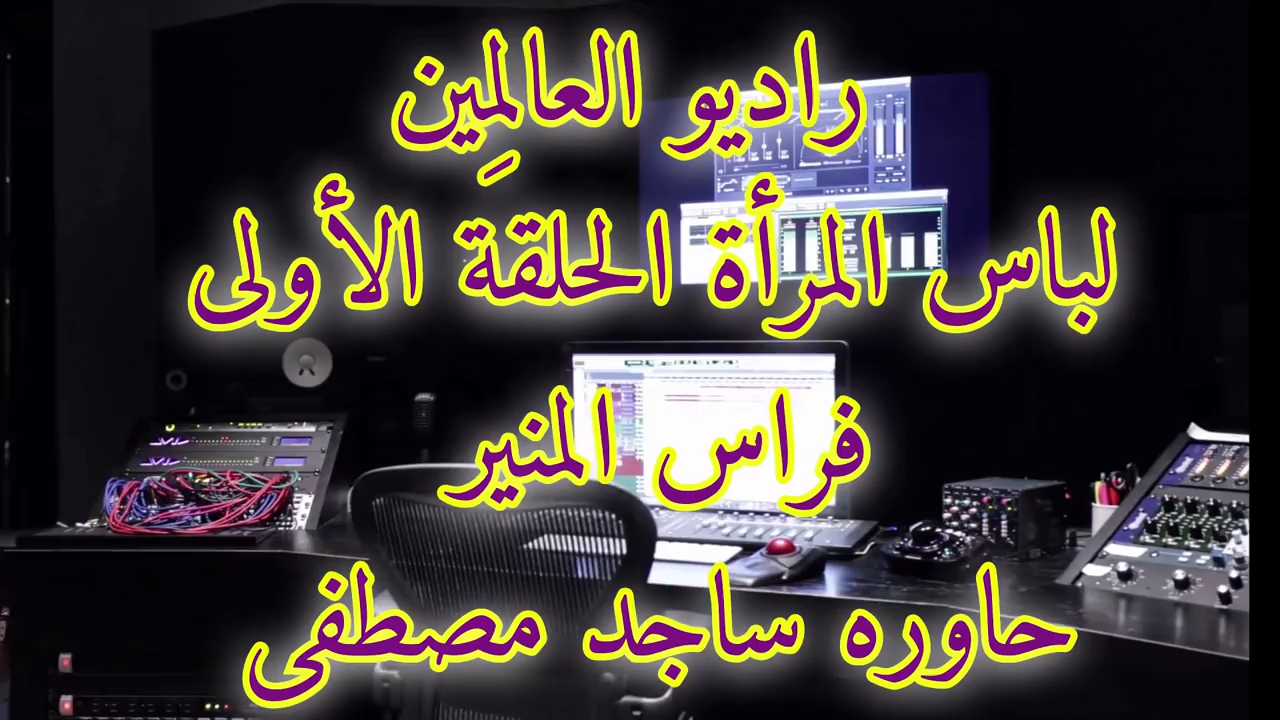 راديو العالمِين
لباس المرأة الحلقة الأولى
فراس المنير
حاوره ساجد مصطفى